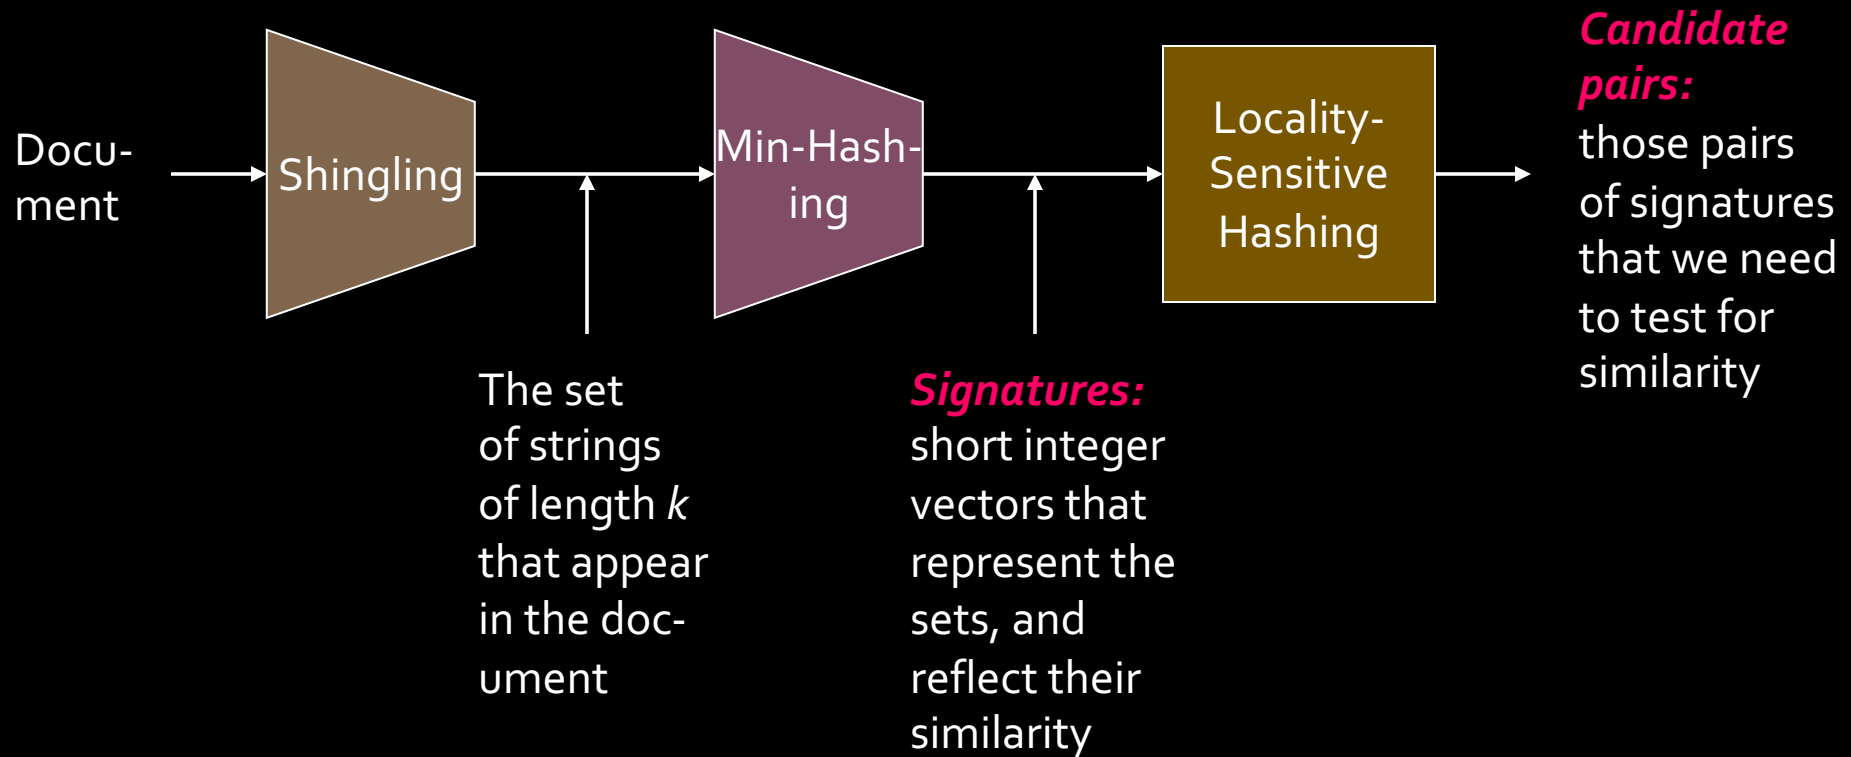 Docu-
ment
Shingling
The set
of strings
of length k
that appear
in the doc-
ument
Min-Hash-
ing
Signatures:
short integer
vectors that
represent the
sets, and
reflect their
similarity
Locality-
Sensitive
Hashing
Candidate
pairs:
those pairs
of signatures
that we need
to test for
similarity